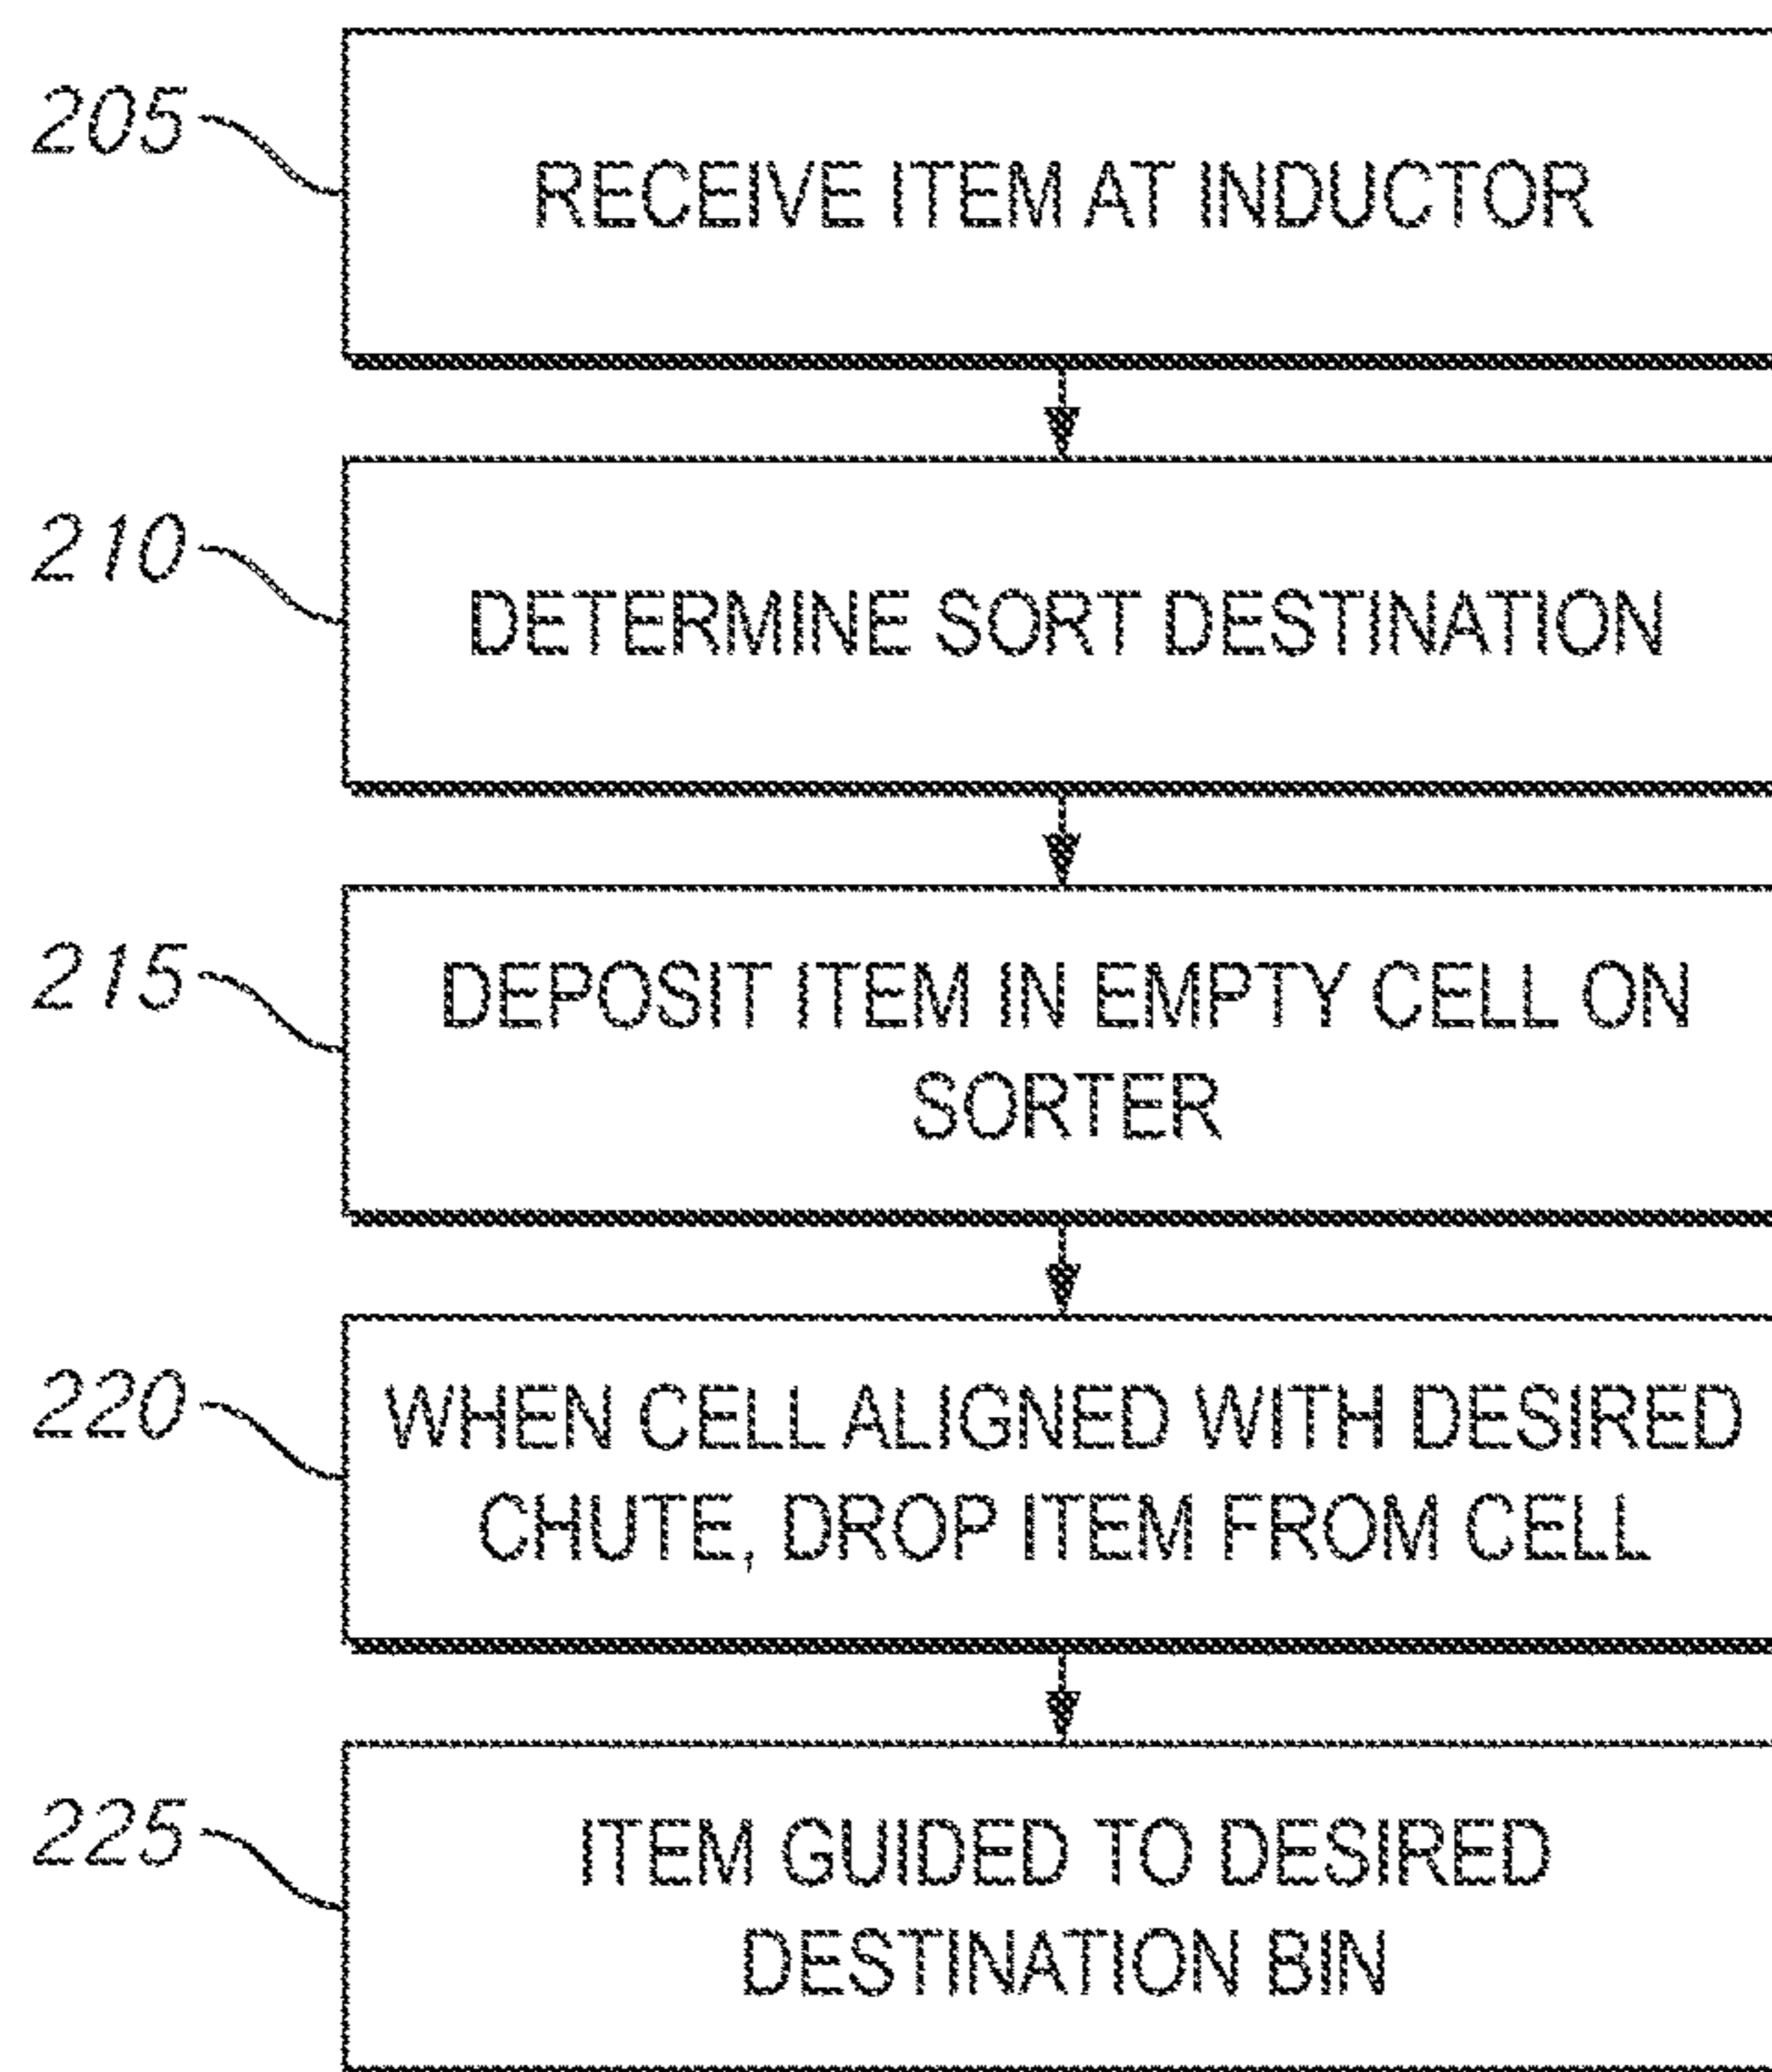 205
RECEIVE ITEM AT INDUCTOR
210
DETERMINE SORT DESTINATION
215
DEPOSIT ITEM IN EMPTY CELL ON
SORTER
220
WHEN CELL ALIGNED WITH DESIRED
CHUTE, DROP ITEM FROM CELL
225
ITEM GUIDED TO DESIRED
DESTINATION BIN